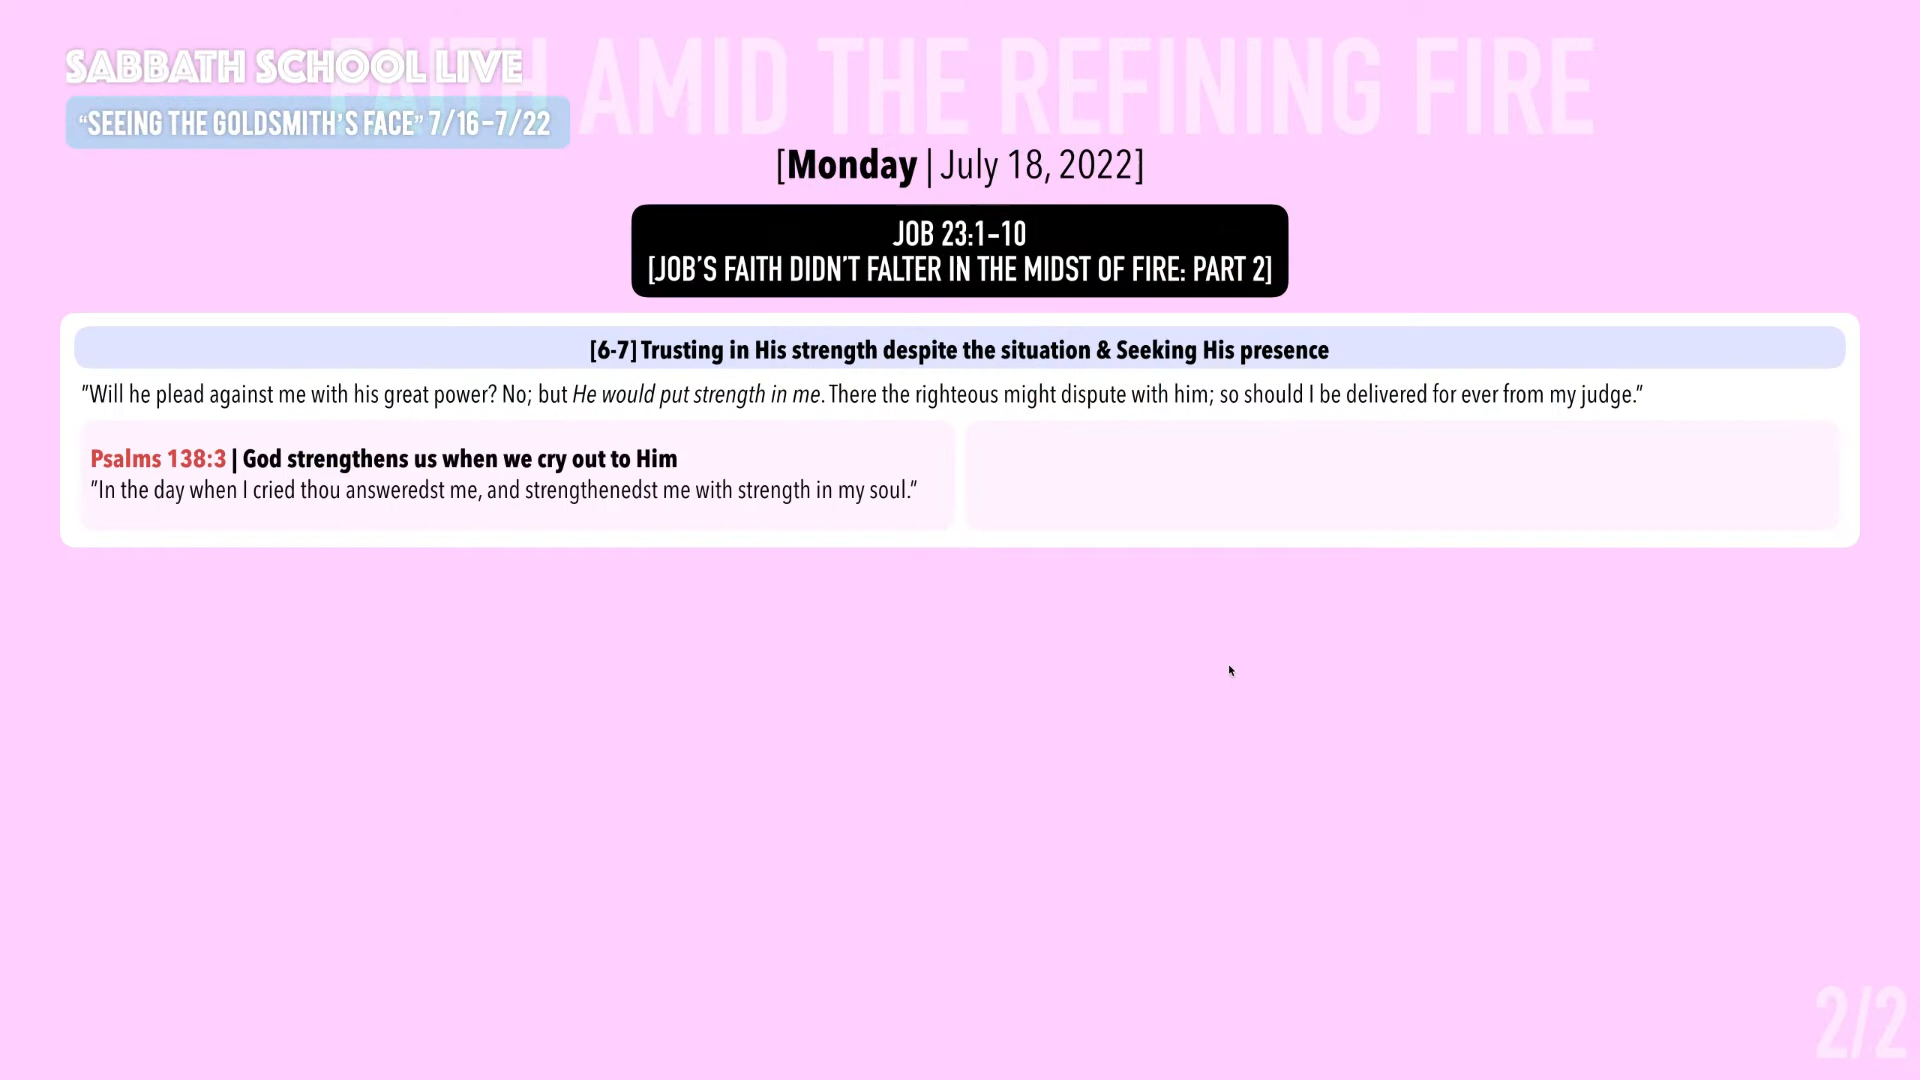 FAITH AMID THE REFINING FIRE
SABBATH SCHOOL LIVE
“SEEING THE GOLDSMITH’S FACE” 7/16–7/22
[Monday | July 18, 2022]
JOB 23:1–10
[JOB’S FAITH DIDN’T FALTER IN THE MIDST OF FIRE: PART 2]
[6-7] Trusting in His strength despite the situation & Seeking His presence
“Will he plead against me with his great power? No; but He would put strength in me. There the righteous might dispute with him; so should I be delivered for ever from my judge.”
Psalms 138:3 | God strengthens us when we cry out to Him
“In the day when I cried thou answeredst me, and strengthenedst me with strength in my soul.”
2/2